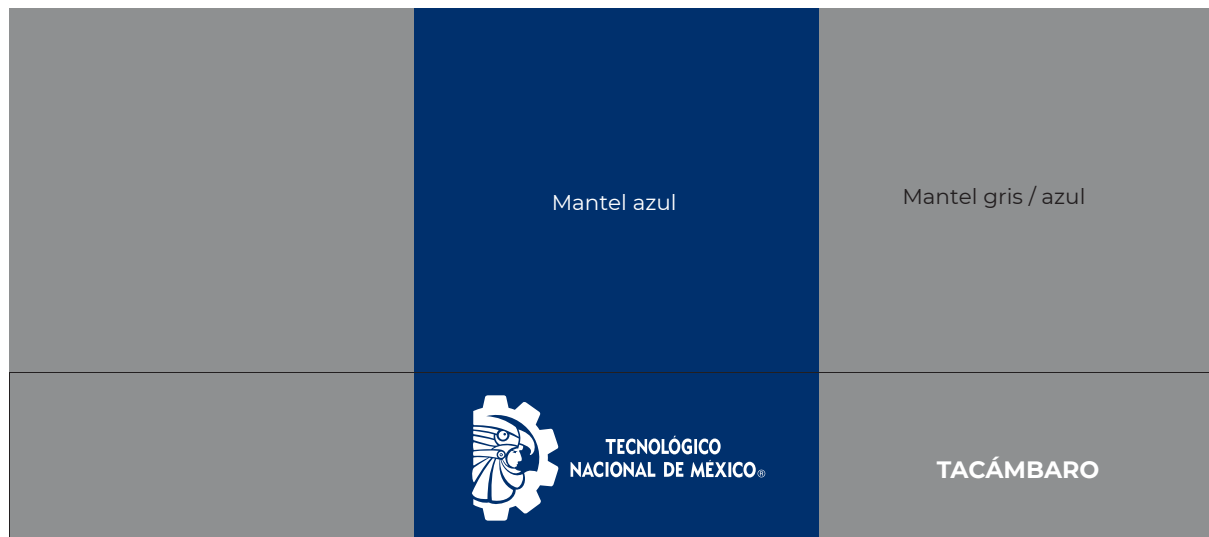 Mantel azul
Mantel gris / azul
TECNOLÓGICO
NACIONAL DE MÉXICO®
TACÁMBARO